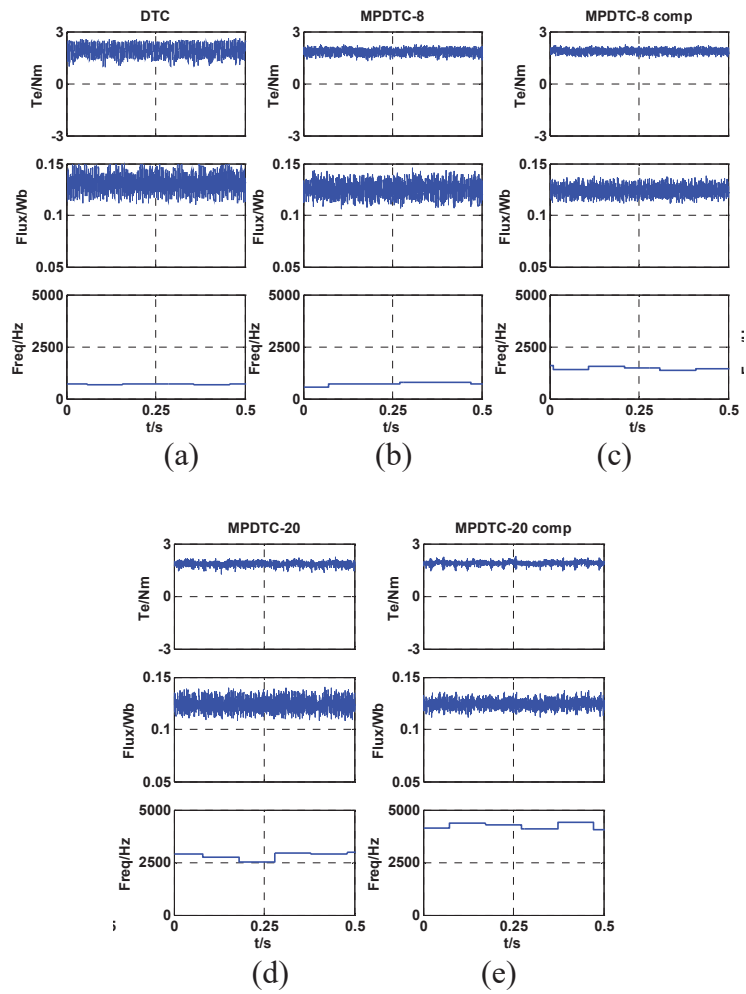 DTC
MPDTC-8
MPDTC-8 comp
3
0
-3
Te/Nm
3
0
-3
Te/Nm
3
0
-3
Te/Nm
0.15
0.1
0.05
Flux/Wb
0.15
0.1
0.05
Flux/Wb
0.15
0.1
0.05
Flux/Wb
5000
2500
0
Freq/Hz
5000
2500
0
Freq/Hz
5000
2500
0
Freq/Hz
0 0.25 0.5
0 0.25 0.5
0 0.25 0.5
t/s
t/s
t/s
(a)
(b)
(c)
MPDTC-20
MPDTC-20 comp
3
0
-3
Te/Nm
3
0
-3
Te/Nm
0.15
0.1
0.05
Flux/Wb
0.15
0.1
0.05
Flux/Wb
5000
2500
0
Freq/Hz
5000
2500
0
Freq/Hz
0 0.25 0.5
0 0.25 0.5
t/s
t/s
(d)
(e)